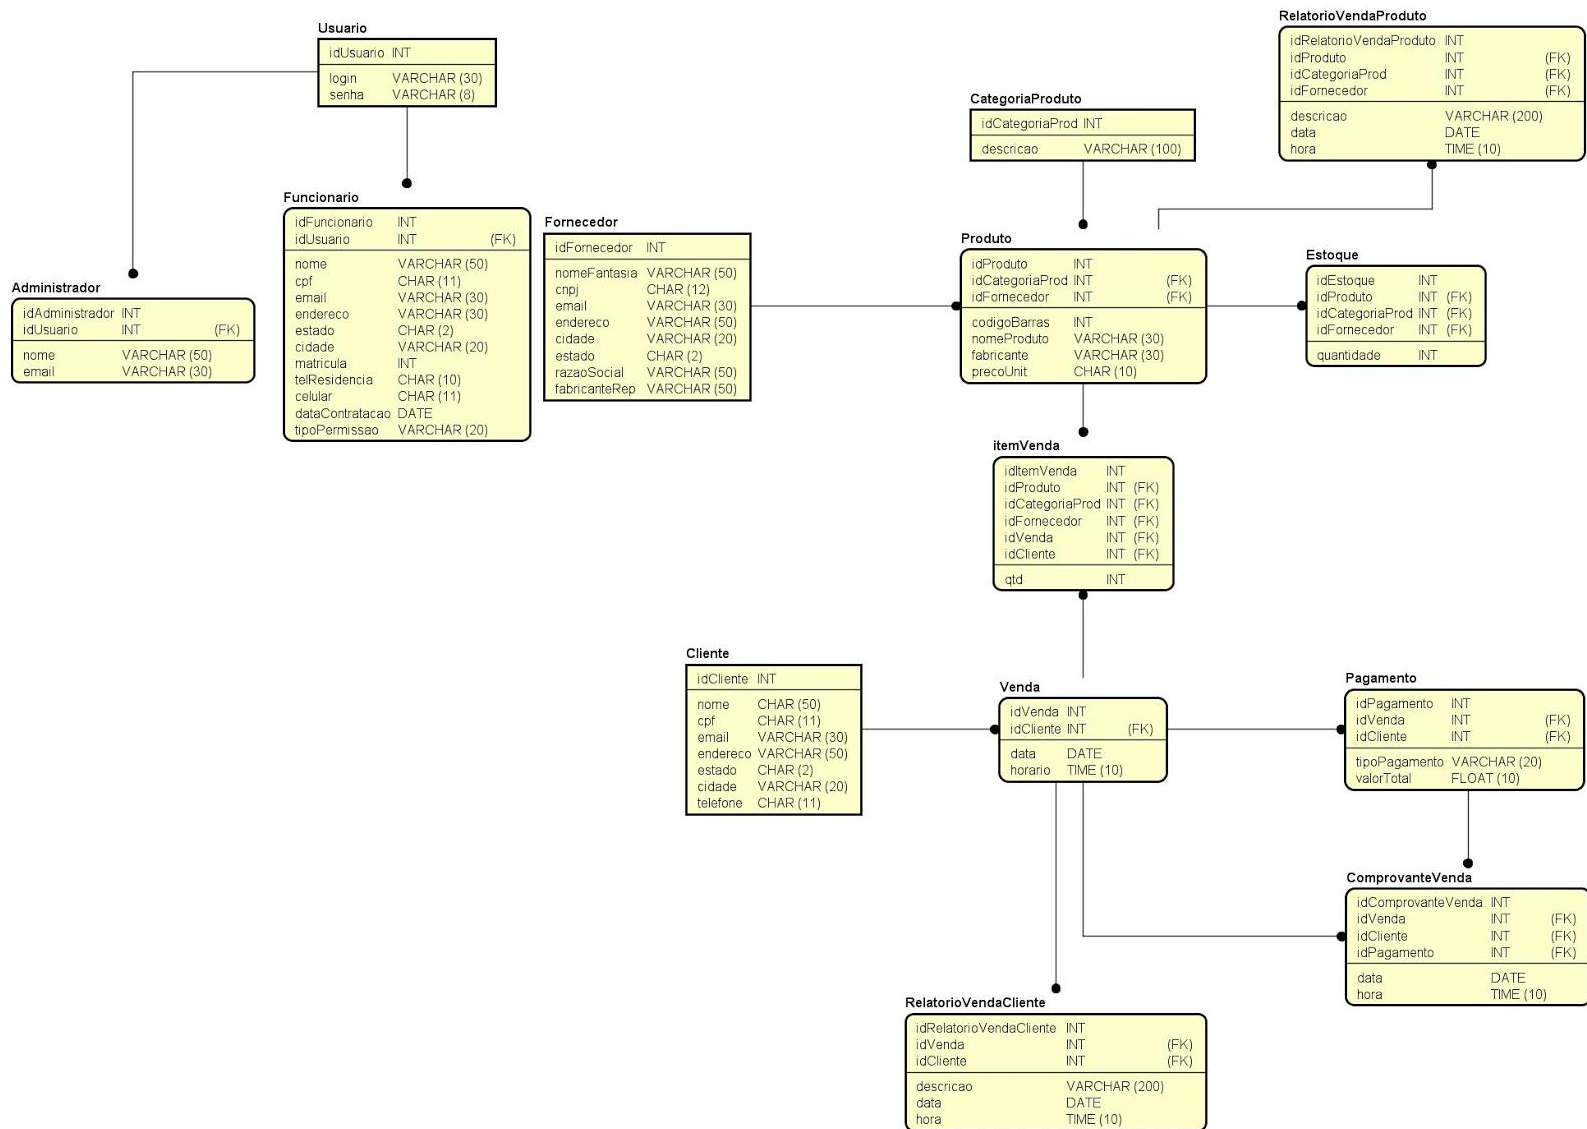 Usuario
idUsuario INT
login VARCHAR (30)
senha VARCHAR (8)
RelatorioVendaProduto
idRelatorioVendaProduto INT
idProduto INT (FK)
idCategoriaProd INT (FK)
idFornecedor INT (FK)
descricao VARCHAR (200)
data DATE
hora TIME (10)
CategoriaProduto
idCategoriaProd INT
descricao VARCHAR (100)
Funcionario
idFuncionario INT
idUsuario INT (FK)
nome VARCHAR (50)
cpf CHAR (11)
email VARCHAR (30)
endereco VARCHAR (30)
estado CHAR (2)
cidade VARCHAR (20)
matricula INT
telResidencia CHAR (10)
celular CHAR (11)
dataContratacao DATE
tipoPermissao VARCHAR (20)
Fornecedor
idFornecedor INT
nomeFantasia VARCHAR (50)
cnpj CHAR (12)
email VARCHAR (30)
endereco VARCHAR (50)
cidade VARCHAR (20)
estado CHAR (2)
razaoSocial VARCHAR (50)
fabricanteRep VARCHAR (50)
Produto
idProduto INT
idCategoriaProd INT (FK)
idFornecedor INT (FK)
codigoBarras INT
nomeProduto VARCHAR (30)
fabricante VARCHAR (30)
precoUnit CHAR (10)
Estoque
idEstoque INT
idProduto INT (FK)
idCategoriaProd INT (FK)
idFornecedor INT (FK)
quantidade INT
Administrador
idAdministrador INT
idUsuario INT (FK)
nome VARCHAR (50)
email VARCHAR (30)
itemVenda
idItemVenda INT
idProduto INT (FK)
idCategoriaProd INT (FK)
idFornecedor INT (FK)
idVenda INT (FK)
idCliente INT (FK)
qtd INT
Cliente
idCliente INT
nome CHAR (50)
cpf CHAR (11)
email VARCHAR (30)
endereco VARCHAR (50)
estado CHAR (2)
cidade VARCHAR (20)
telefone CHAR (11)
Venda
idVenda INT
idCliente INT (FK)
data DATE
horario TIME (10)
Pagamento
idPagamento INT
idVenda INT (FK)
idCliente INT (FK)
tipoPagamento VARCHAR (20)
valorTotal FLOAT (10)
ComprovanteVenda
idComprovanteVenda INT
idVenda INT (FK)
idCliente INT (FK)
idPagamento INT (FK)
data DATE
hora TIME (10)
RelatorioVendaCliente
idRelatorioVendaCliente INT
idVenda INT (FK)
idCliente INT (FK)
descricao VARCHAR (200)
data DATE
hora TIME (10)